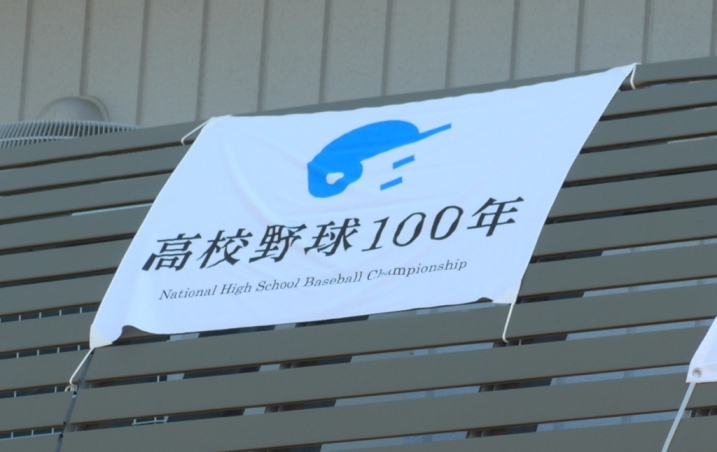 高校野球100年
National High School Baseball Championship